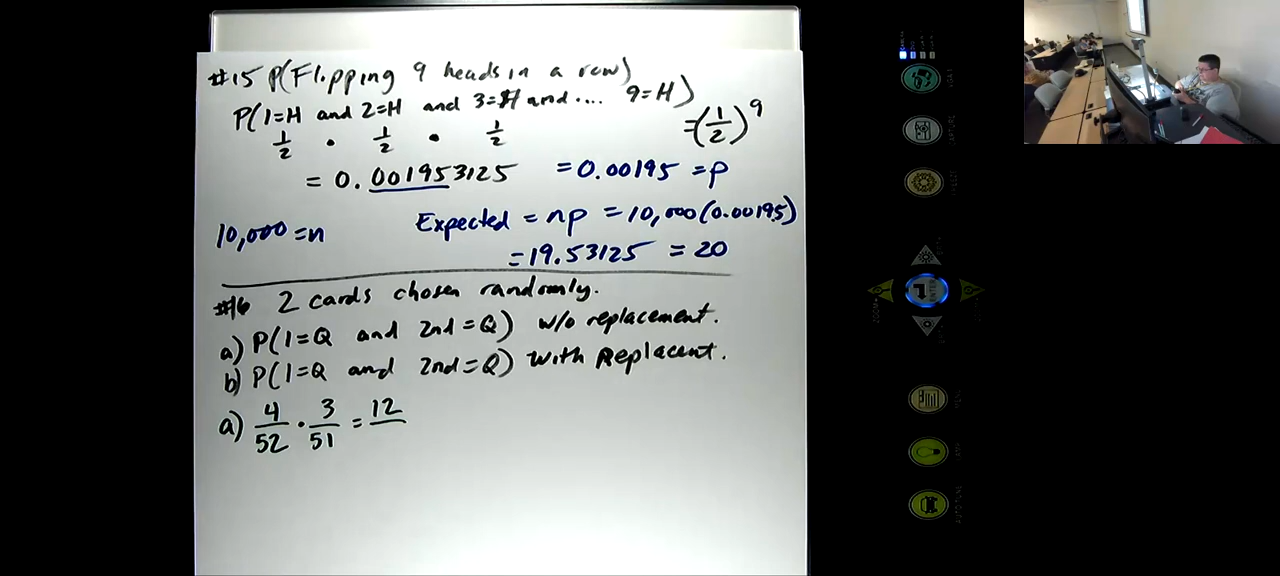 #15 P(Flipping 9 heads in a row)
P(1=H and 2=H and 3=H and.... 9=H)
1/2 · 1/2 · 1/2 =(1/2)^9
= 0.001953125 =0.00195 =p
10,000=n Expected = np =10,000(0.00195)
=19.53125 =20
#16 2 cards chosen randomly.
a) P(1=Q and 2nd=Q) w/o replacement.
b) P(1=Q and 2nd=Q) with Replacent.
a) 4/52 · 3/51 = 12/